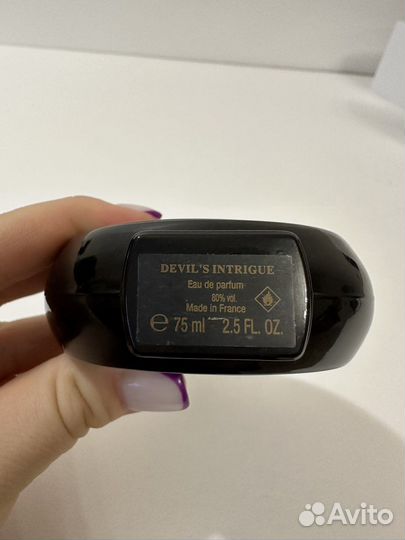 DEVIL'S INTRIGUE
Eau de parfum
80% vol.
Made in France
℮ 75 ml 2.5 FL. OZ.
Avito